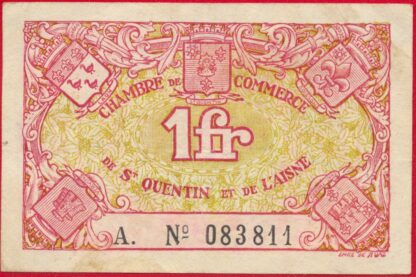 CHAMBRE DE COMMERCE
1fr
DE St QUENTIN ET DE L'AISNE
A. No 083811